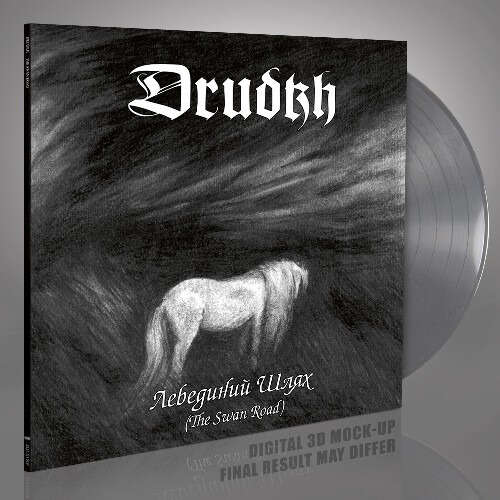 Drudkh
Лебединий Шлях
(The Swan Road)
DIGITAL 3D MOCK-UP
FINAL RESULT MAY DIFFER